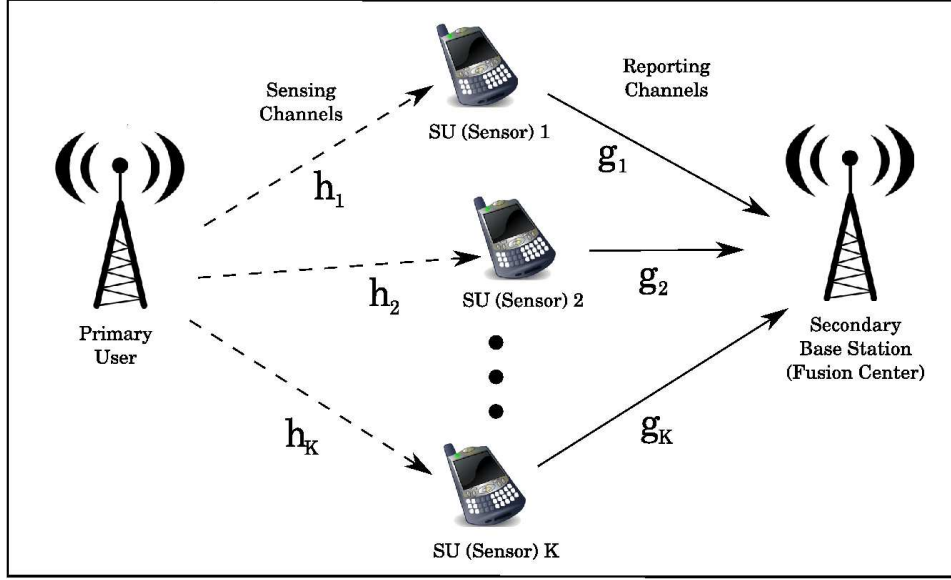 Sensing
Channels
Reporting
Channels
SU (Sensor) 1
h1
g1
h2
SU (Sensor) 2
g2
Primary
User
Secondary
Base Station
(Fusion Center)
hK
gK
SU (Sensor) K